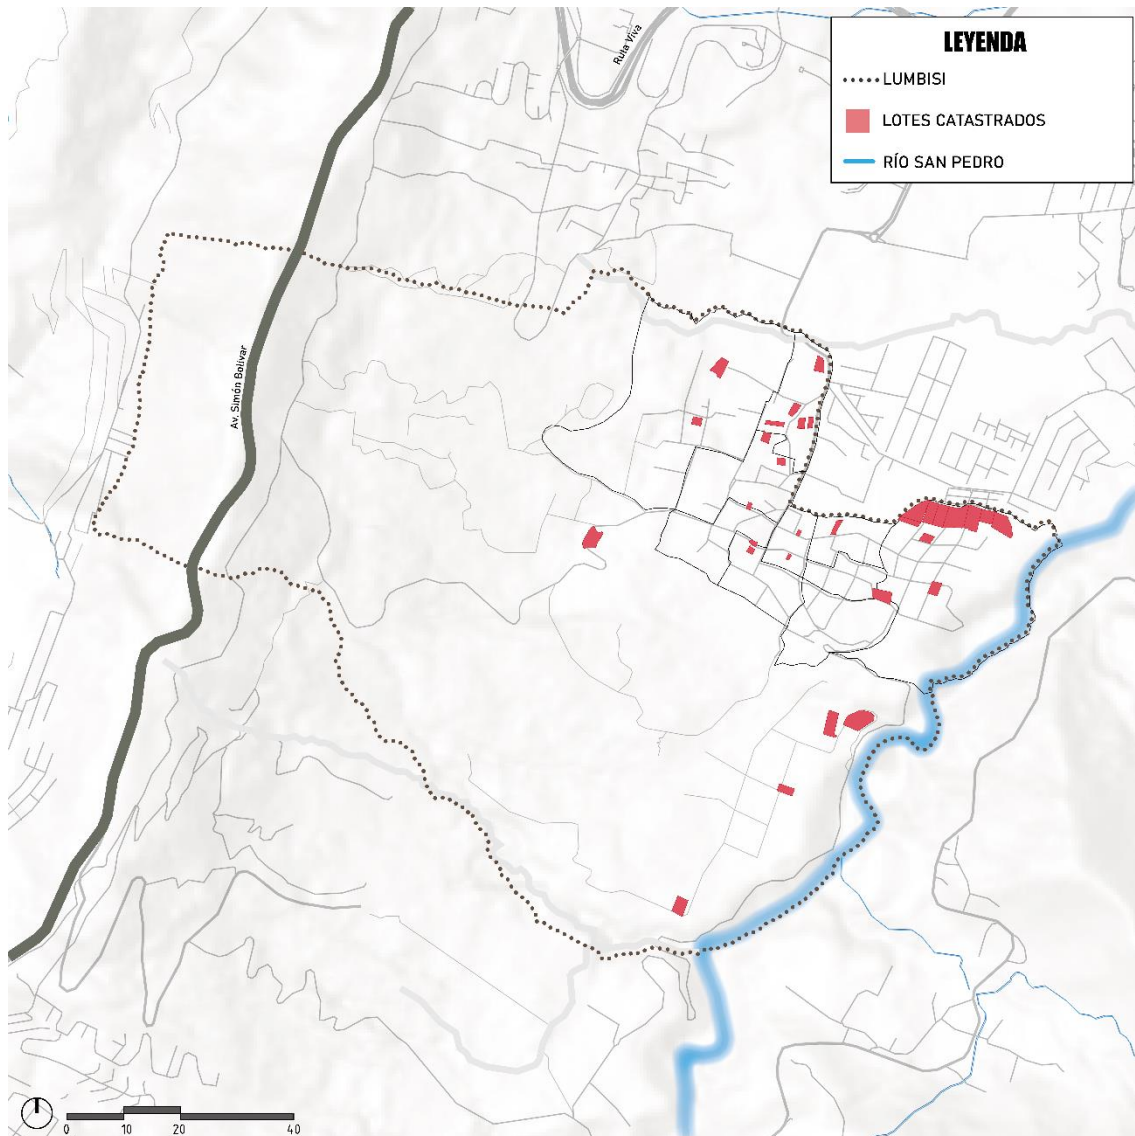 Ruta Viva
LEYENDA
LUMBISI
LOTES CATASTRADOS
RÍO SAN PEDRO
Av. Simón Bolívar
0 10 20 40